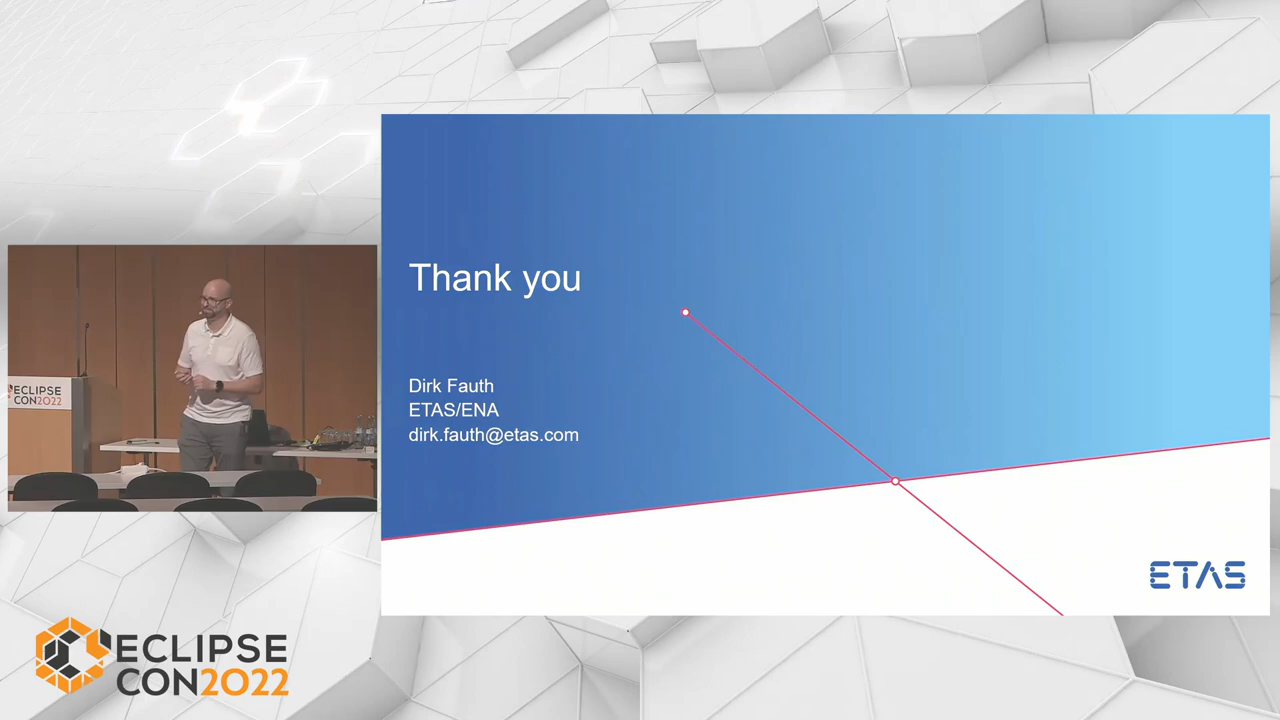 Thank you
Dirk Fauth
ETAS/ENA
dirk.fauth@etas.com
ETAS
ECLIPSE
CON2022
ECLIPSE
CON2022